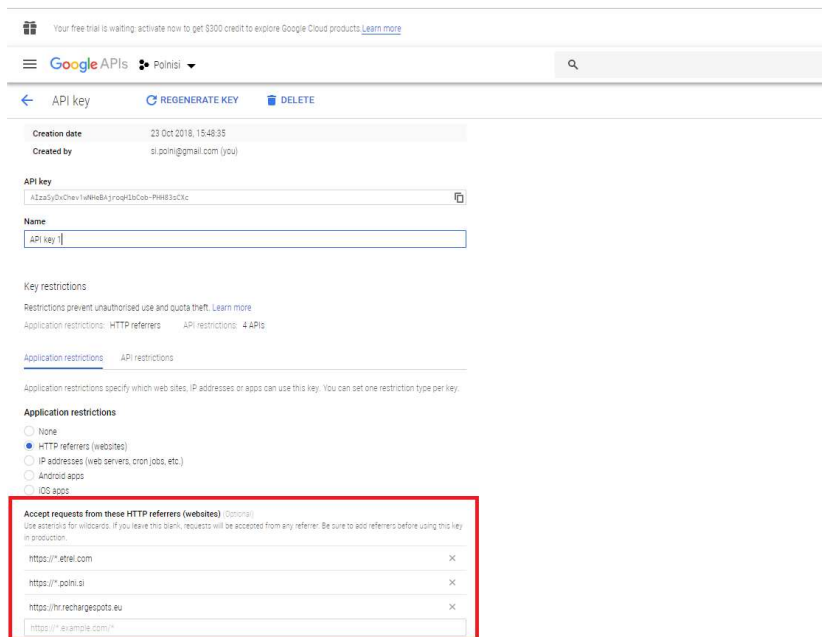 Your free trial is waiting: activate now to get $300 credit to explore Google Cloud products. Learn more
Google APIs Polnisi
API key REGENERATE KEY DELETE
Creation date 23 Oct 2018, 15:48:35
Created by si.polni@gmail.com (you)
API key
Name
API key 1
Key restrictions
Restrictions prevent unauthorised use and quota theft. Learn more
Application restrictions: HTTP referrers API restrictions: 4 APIs
Application restrictions API restrictions
Application restrictions specify which web sites, IP addresses or apps can use this key. You can set one restriction type per key.
Application restrictions
None
HTTP referrers (websites)
IP addresses (web servers, cron jobs, etc.)
Android apps
iOS apps
Accept requests from these HTTP referrers (websites) (Optional)
Use asterisks for wildcards. If you leave this blank, requests will be accepted from any referrer. Be sure to add referrers before using this key
in production.
https://*.etrel.com
https://*.polni.si
https://hr.rechargespots.eu
https://*.example.com/*